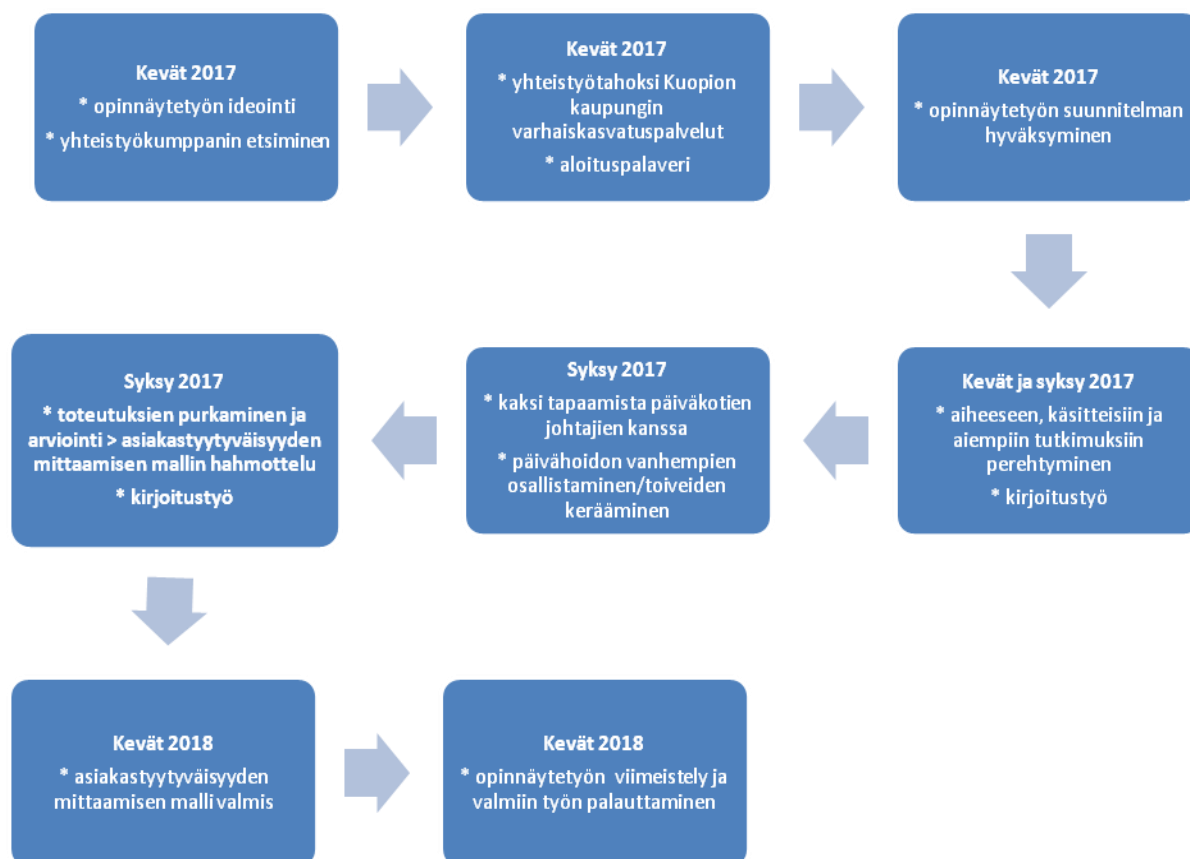 Kevät 2017
* opinnäytetyön ideointi
* yhteistyökumppanin etsiminen
Kevät 2017
* yhteistyötahoksi Kuopion
kaupungin
varhaiskasvatuspalvelut
* aloituspalaveri
Kevät 2017
* opinnäytetyön suunnitelman
hyväksyminen
Kevät ja syksy 2017
* aiheeseen, käsitteisiin ja
aiempiin tutkimuksiin
perehtyminen
* kirjoitustyö
Syksy 2017
* kaksi tapaamista päiväkotien
johtajien kanssa
* päivähoidon vanhempien
osallistaminen/toiveiden
kerääminen
Syksy 2017
* toteutuksien purkaminen ja
arviointi > asiakastyytyväisyyden
mittaamisen mallin hahmottelu
* kirjoitustyö
Kevät 2018
* asiakastyytyväisyyden
mittaamisen malli valmis
Kevät 2018
* opinnäytetyön viimeistely ja
valmiin työn palauttaminen